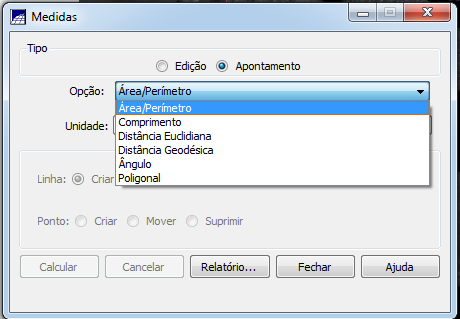 Medidas
Tipo
Edição Apontamento
Opção: Área/Perímetro
Área/Perímetro
Unidade:
Comprimento
Distância Euclidiana
Distância Geodésica
Ângulo
Poligonal
Linha: Criar
Ponto: Criar Mover Suprimir
Calcular Cancelar Relatório... Fechar Ajuda